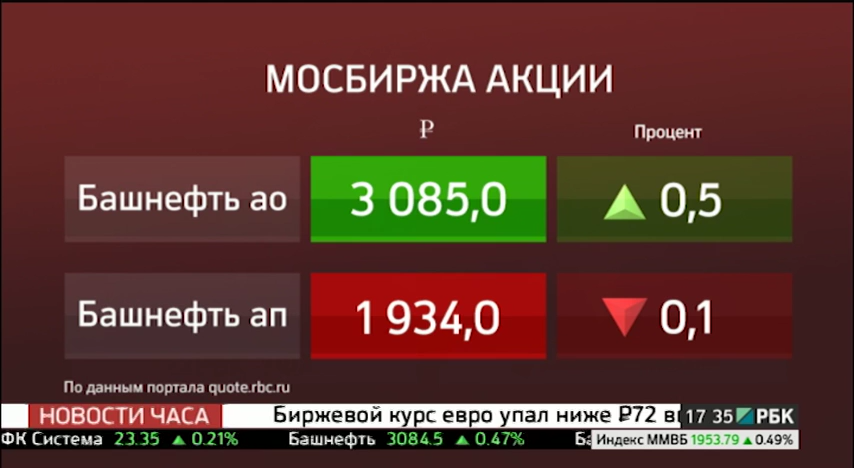 МОСБИРЖА АКЦИИ
₽ Процент
Башнефть ао 3 085,0 0,5
Башнефть ап 1 934,0 0,1
По данным портала quote.rbc.ru
НОВОСТИ ЧАСА Биржевой курс евро упал ниже ₽72 17 35 РБК
ФК Система 23.35 ▲ 0.21% Башнефть 3084.5 ▲ 0.47% Индекс ММВБ 1953.79 ▲ 0.49%